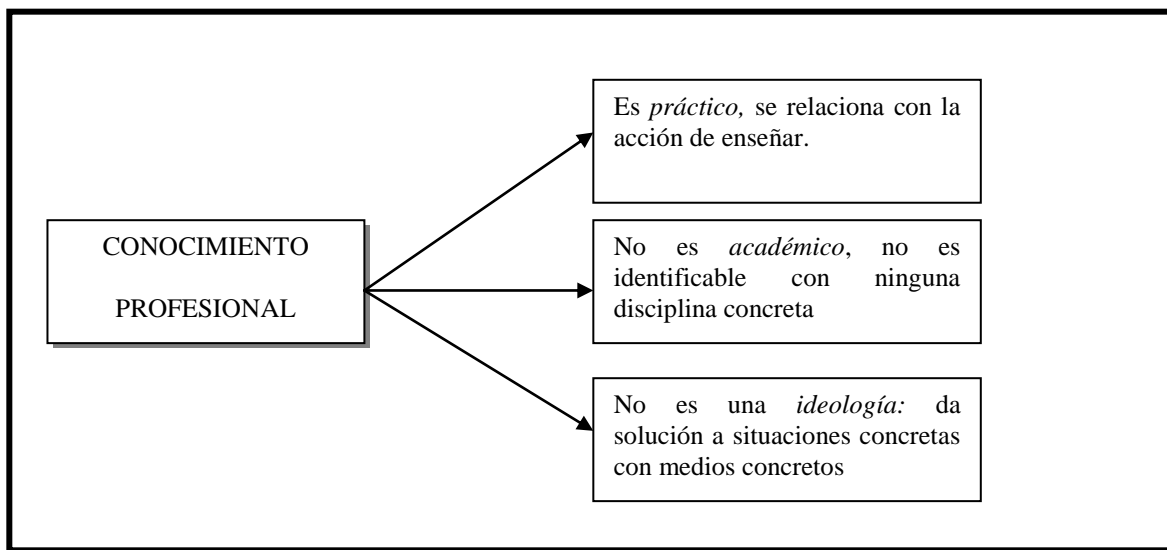 CONOCIMIENTO
PROFESIONAL
Es práctico, se relaciona con la
acción de enseñar.
No es académico, no es
identificable con ninguna
disciplina concreta
No es una ideología: da
solución a situaciones concretas
con medios concretos